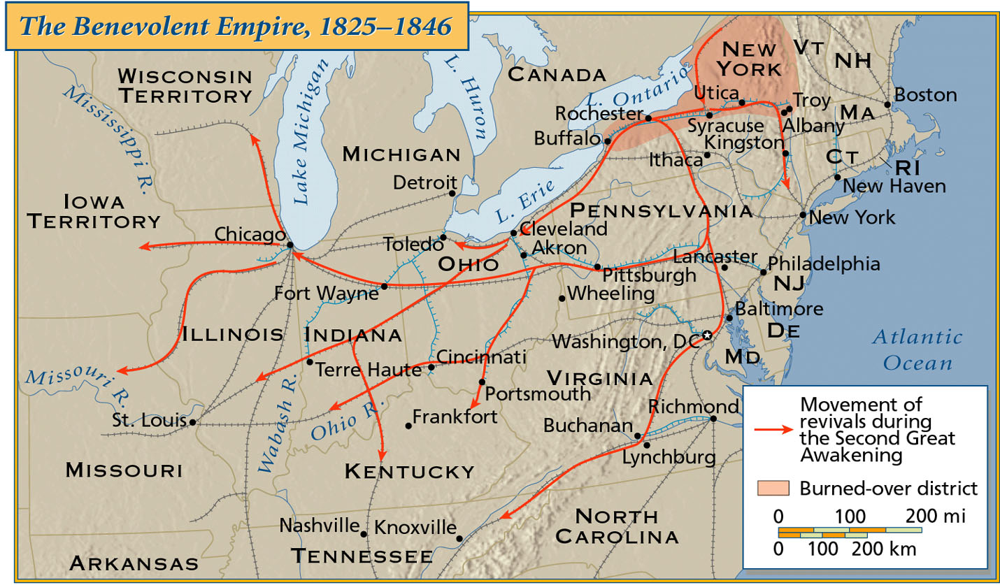 The Benevolent Empire, 1825–1846
WISCONSIN
TERRITORY
Mississippi R.
Lake Michigan
L. Huron
CANADA
L. Ontario
NEW
YORK
VT
NH
Utica
Troy
Boston
Rochester
MA
Syracuse
Albany
Buffalo
Kingston
MICHIGAN
Ithaca
CT
RI
Detroit
New Haven
L. Erie
IOWA
TERRITORY
PENNSYLVANIA
New York
Chicago
Cleveland
Toledo
Akron
OHIO
Lancaster
Philadelphia
Pittsburgh
NJ
Fort Wayne
Wheeling
Baltimore
ILLINOIS
INDIANA
DE
Washington, DC
Atlantic
Ocean
MD
Cincinnati
Terre Haute
Missouri R.
VIRGINIA
Portsmouth
Richmond
Wabash R.
Ohio R.
Frankfort
St. Louis
Buchanan
Lynchburg
MISSOURI
KENTUCKY
NORTH
CAROLINA
Nashville
Knoxville
TENNESSEE
ARKANSAS
Movement of
revivals during
the Second Great
Awakening
Burned-over district
0 100 200 mi
0 100 200 km